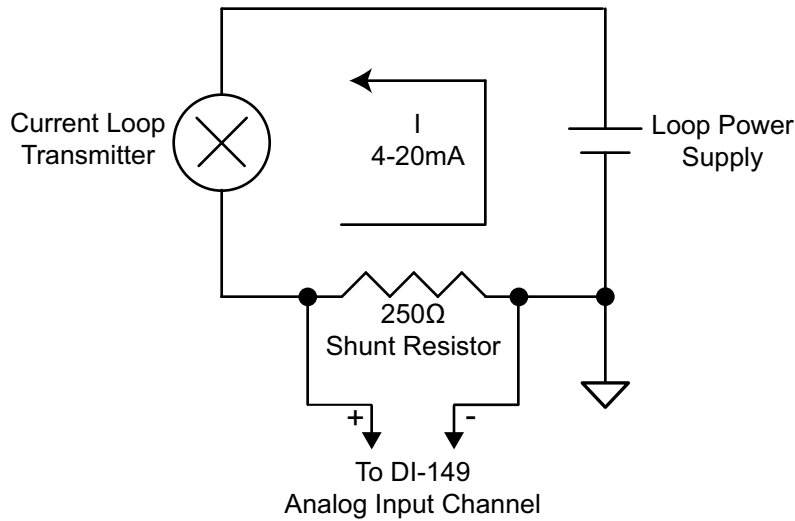 Current Loop
Transmitter
I
4-20mA
Loop Power
Supply
250Ω
Shunt Resistor
+
-
To DI-149
Analog Input Channel